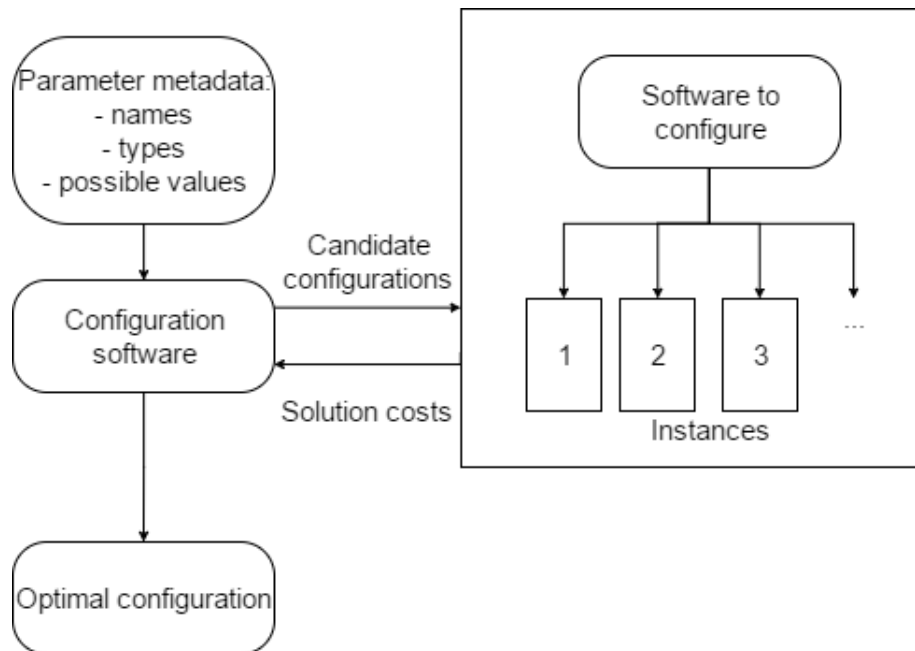 Parameter metadata:
- names
- types
- possible values
Software to
configure
Candidate
configurations
Configuration
software
1
2
3
...
Solution costs
Instances
Optimal configuration